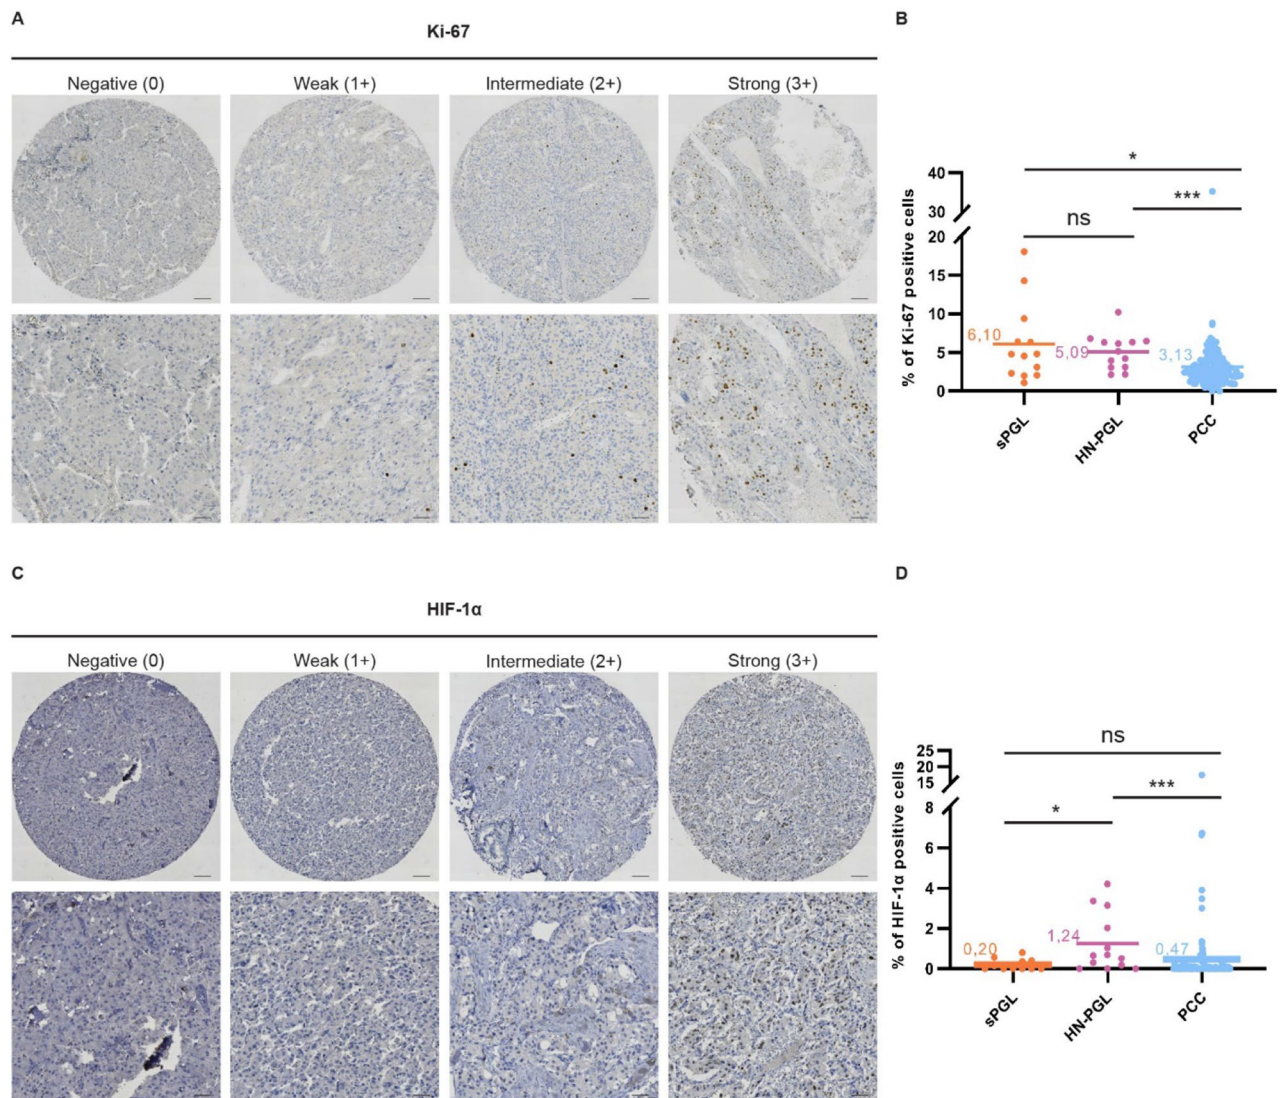 A
Ki-67
Negative (0)
Weak (1+)
Intermediate (2+)
Strong (3+)
B
% of Ki-67 positive cells
40
30
20
15
10
5
0
*
***
ns
6,10
5,09
3,13
sPGL
HN-PGL
PCC
C
HIF-1α
Negative (0)
Weak (1+)
Intermediate (2+)
Strong (3+)
D
% of HIF-1α positive cells
25
20
15
8
6
4
2
0
ns
***
*
0,20
1,24
0,47
sPGL
HN-PGL
PCC